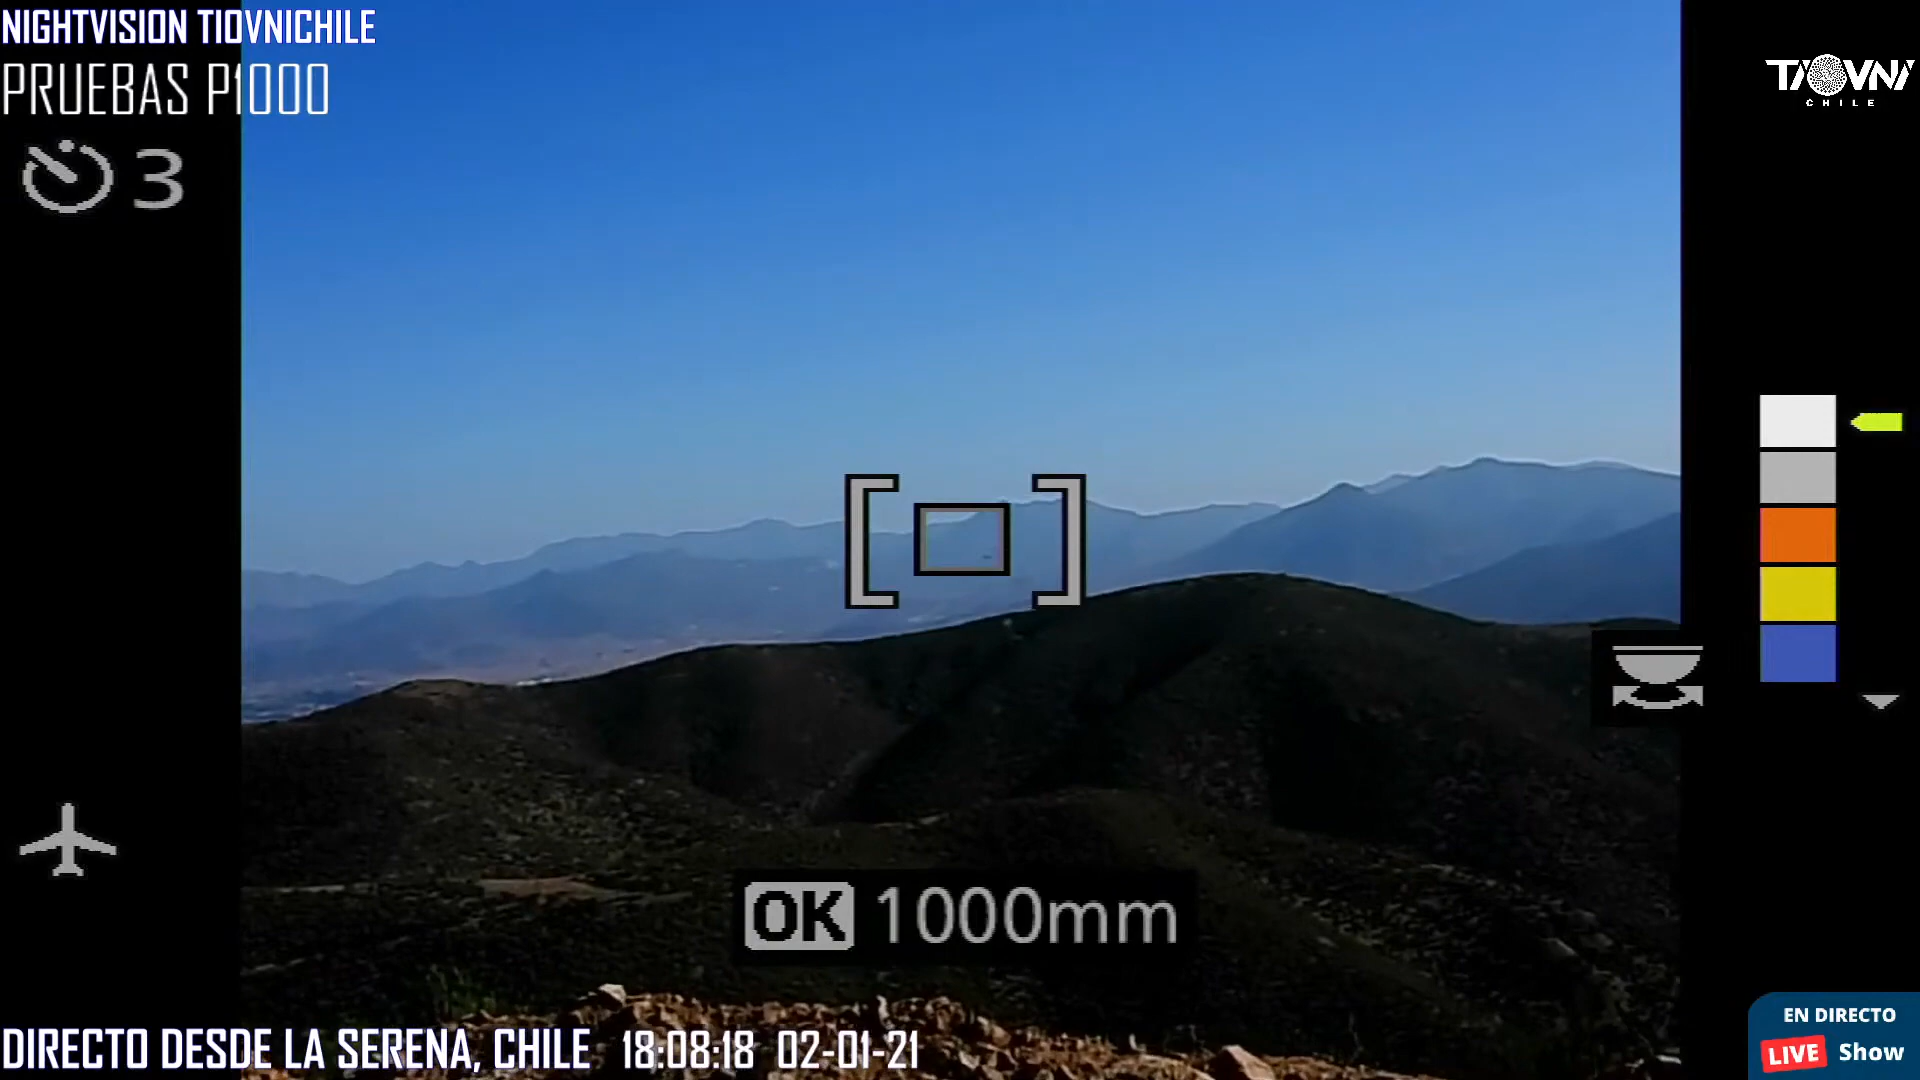 NIGHTVISION TIOVNICHILE
PRUEBAS P1000
TIOVNI
CHILE
3
OK 1000mm
EN DIRECTO
LIVE Show
DIRECTO DESDE LA SERENA, CHILE 18:08:18 02-01-21